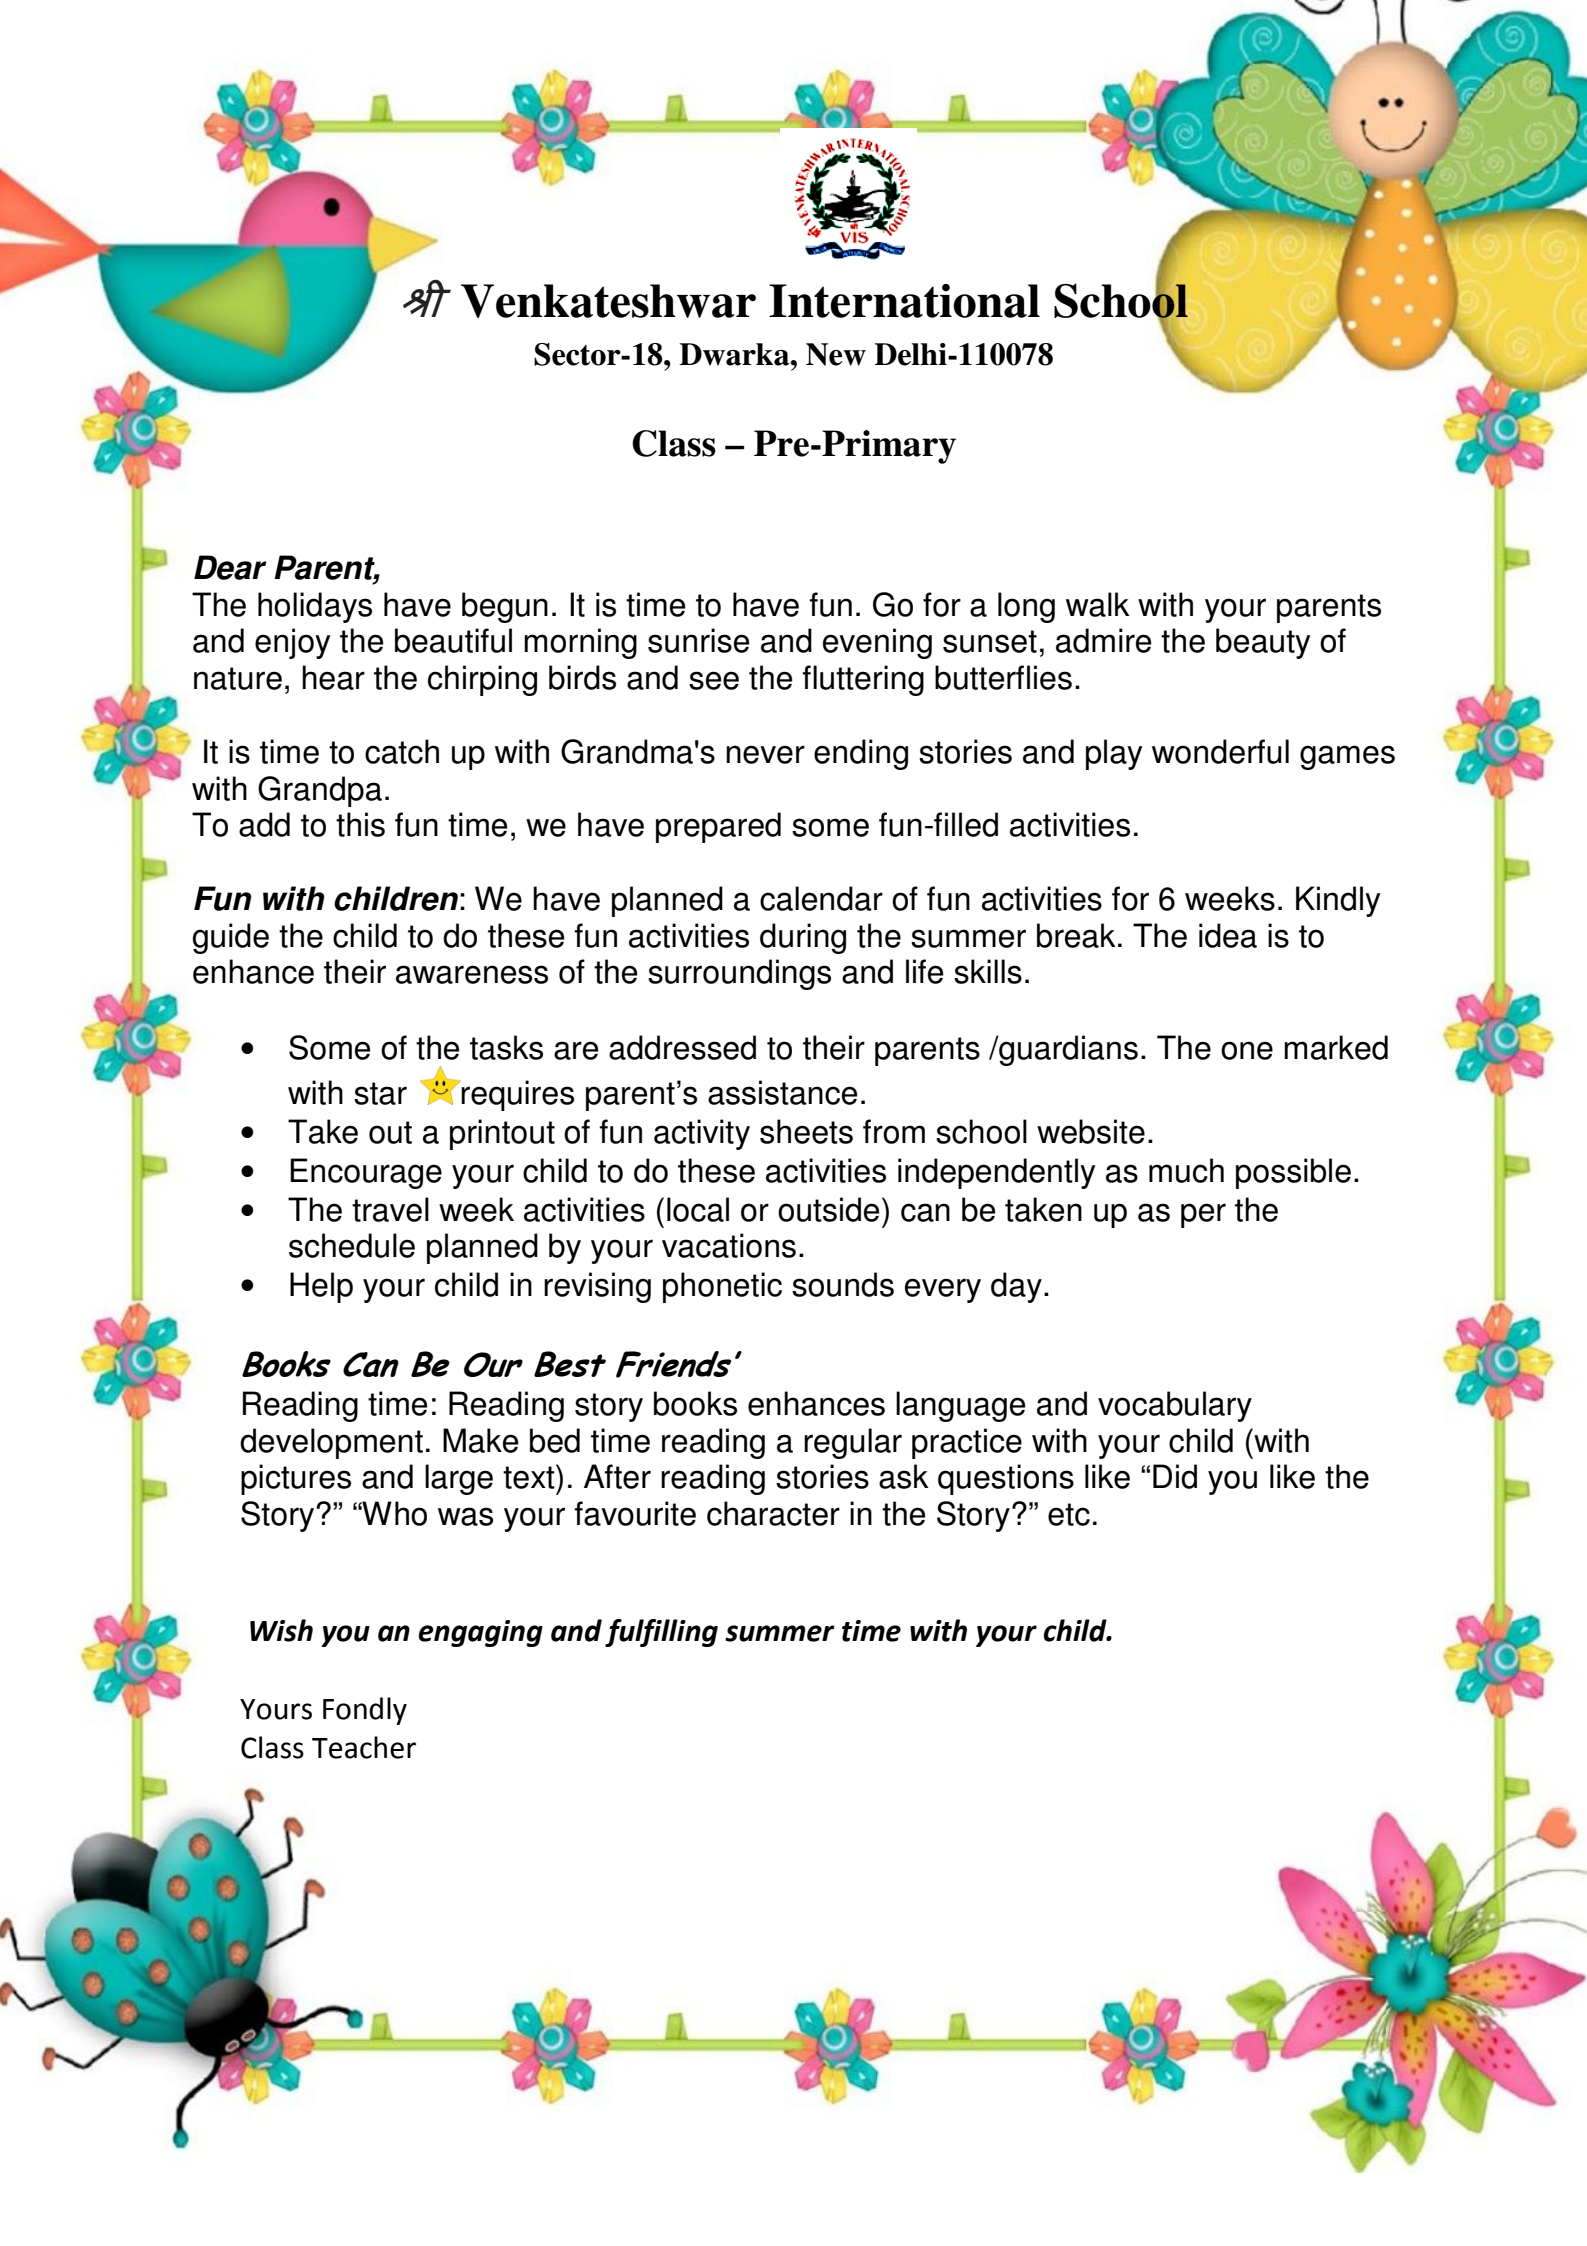 श्री VENKATESHWAR INTERNATIONAL SCHOOL
श्री
VIS
श्री Venkateshwar International School
Sector-18, Dwarka, New Delhi-110078
Class – Pre-Primary
Dear Parent,
The holidays have begun. It is time to have fun. Go for a long walk with your parents
and enjoy the beautiful morning sunrise and evening sunset, admire the beauty of
nature, hear the chirping birds and see the fluttering butterflies.
It is time to catch up with Grandma's never ending stories and play wonderful games
with Grandpa.
To add to this fun time, we have prepared some fun-filled activities.
Fun with children: We have planned a calendar of fun activities for 6 weeks. Kindly
guide the child to do these fun activities during the summer break. The idea is to
enhance their awareness of the surroundings and life skills.
• Some of the tasks are addressed to their parents /guardians. The one marked
with star requires parent’s assistance.
• Take out a printout of fun activity sheets from school website.
• Encourage your child to do these activities independently as much possible.
• The travel week activities (local or outside) can be taken up as per the
schedule planned by your vacations.
• Help your child in revising phonetic sounds every day.
Books Can Be Our Best Friends’
Reading time: Reading story books enhances language and vocabulary
development. Make bed time reading a regular practice with your child (with
pictures and large text). After reading stories ask questions like “Did you like the
Story?” “Who was your favourite character in the Story?” etc.
Wish you an engaging and fulfilling summer time with your child.
Yours Fondly
Class Teacher